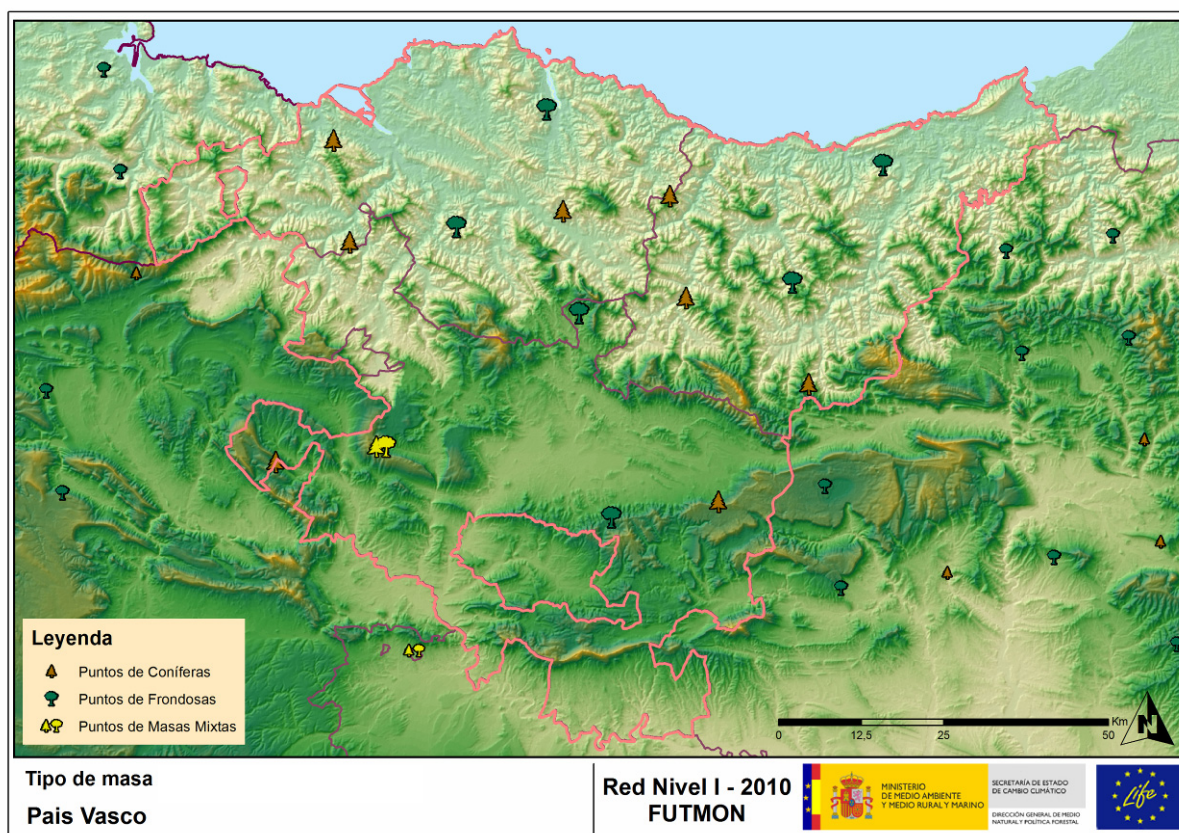 Leyenda
Puntos de Coníferas
Puntos de Frondosas
Puntos de Masas Mixtas
Km
0 12,5 25 50
N
Tipo de masa
Pais Vasco
Red Nivel I - 2010
FUTMON
MINISTERIO
DE MEDIO AMBIENTE
Y MEDIO RURAL Y MARINO
SECRETARÍA DE ESTADO
DE CAMBIO CLIMÁTICO
DIRECCIÓN GENERAL DE MEDIO
NATURAL Y POLÍTICA FORESTAL
Life